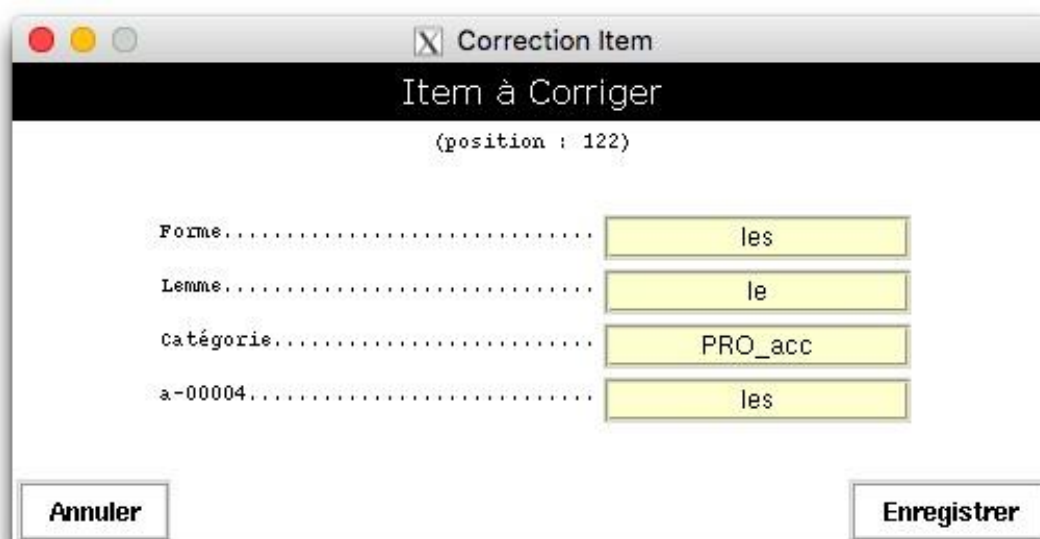 Correction Item
Item à Corriger
(position : 122)
Forme.............................. les
Lemme.............................. le
Catégorie.......................... PRO_acc
a-00004............................ les
Annuler Enregistrer